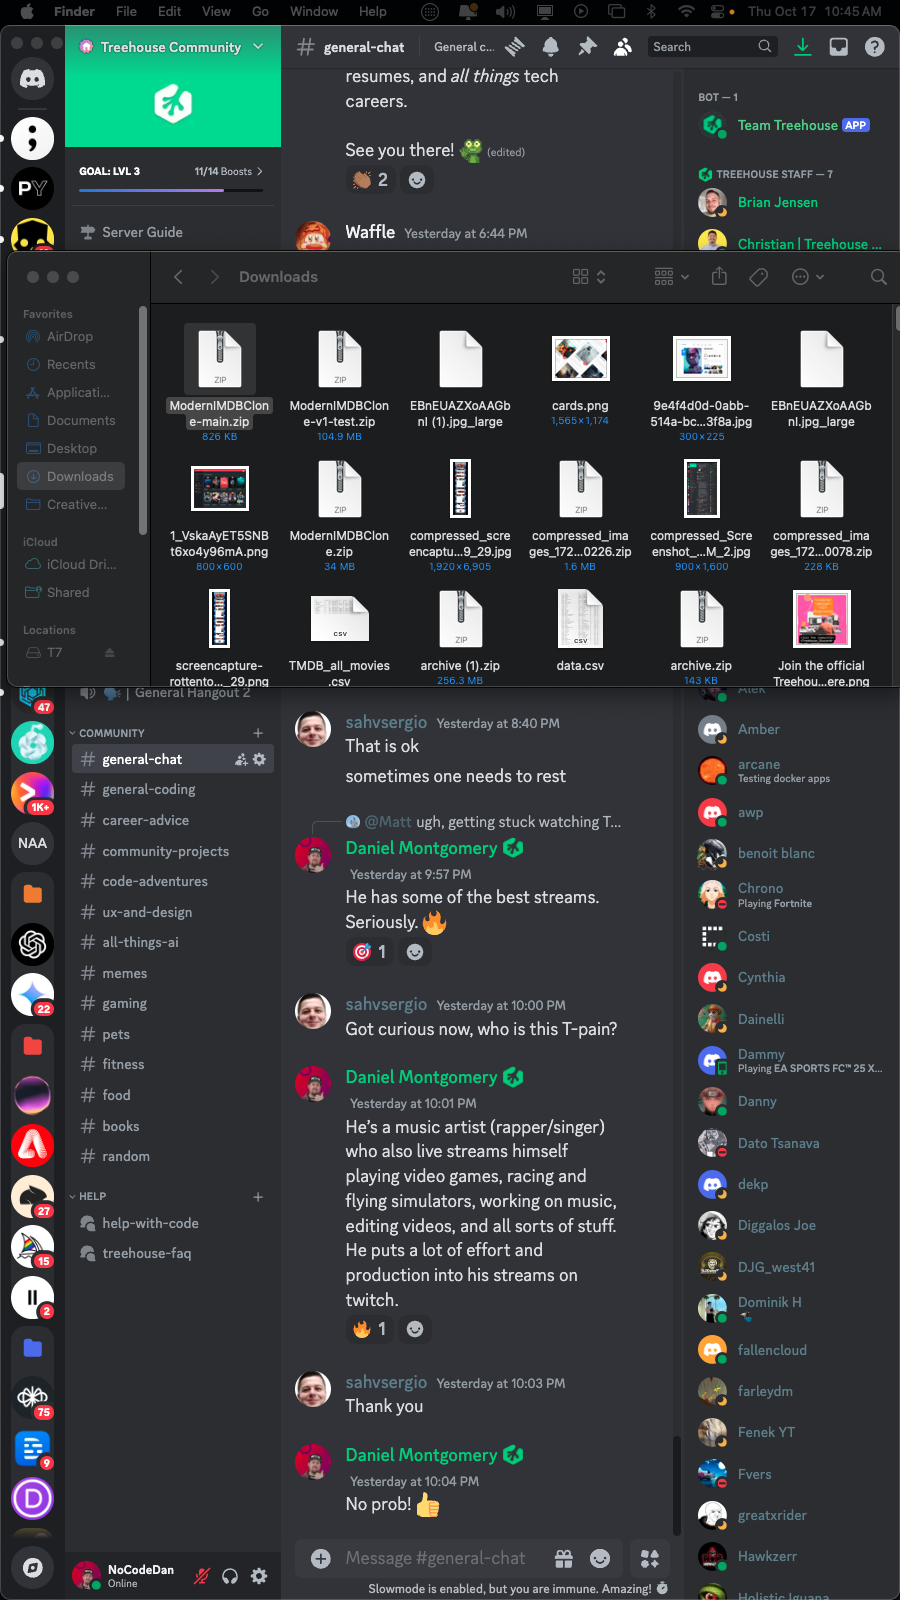 Finder File Edit View Go Window Help Thu Oct 17 10:45 AM
Treehouse Community
GOAL: LVL 3 11/14 Boosts
Server Guide
# general-chat General c... Search
resumes, and all things tech
careers.
See you there! (edited)
2
Waffle Yesterday at 6:44 PM
BOT — 1
Team Treehouse APP
TREEHOUSE STAFF — 7
Brian Jensen
Christian | Treehouse ...
PY
Downloads
Favorites
AirDrop
Recents
Applicati...
Documents
Desktop
Downloads
Creative...
iCloud
iCloud Dri...
Shared
Locations
T7
ZIP
ModernIMDBClon
e-main.zip
826 KB
ZIP
ModernIMDBClon
e-v1-test.zip
104.9 MB
EBnEUAZXoAAGb
nI (1).jpg_large
cards.png
1,565×1,174
9e4f4d0d-0abb-
514a-bc...3f8a.jpg
300×225
EBnEUAZXoAAGb
nI.jpg_large
1_VskaAyET5SNB
t6xo4y96mA.png
800×600
ZIP
ModernIMDBClon
e.zip
34 MB
compressed_scre
encaptu...9_29.jpg
1,920×6,905
ZIP
compressed_ima
ges_172...0226.zip
1.6 MB
compressed_Scre
enshot_...M_2.jpg
900×1,600
ZIP
compressed_ima
ges_172...0078.zip
228 KB
screencapture-
rottento..._29.png
CSV
TMDB_all_movies
.csv
ZIP
archive (1).zip
256.3 MB
CSV
data.csv
ZIP
archive.zip
143 KB
Join the official
Treehou...ere.png
47
1K+
NAA
22
27
15
2
75
9
D
| General Hangout 2
COMMUNITY
# general-chat
# general-coding
# career-advice
# community-projects
# code-adventures
# ux-and-design
# all-things-ai
# memes
# gaming
# pets
# fitness
# food
# books
# random
HELP
help-with-code
treehouse-faq
NoCodeDan
Online
sahvsergio Yesterday at 8:40 PM
That is ok
sometimes one needs to rest
@Matt ugh, getting stuck watching T...
Daniel Montgomery
Yesterday at 9:57 PM
He has some of the best streams.
Seriously.
1
sahvsergio Yesterday at 10:00 PM
Got curious now, who is this T-pain?
Daniel Montgomery
Yesterday at 10:01 PM
He's a music artist (rapper/singer)
who also live streams himself
playing video games, racing and
flying simulators, working on music,
editing videos, and all sorts of stuff.
He puts a lot of effort and
production into his streams on
twitch.
1
sahvsergio Yesterday at 10:03 PM
Thank you
Daniel Montgomery
Yesterday at 10:04 PM
No prob!
Message #general-chat
Slowmode is enabled, but you are immune. Amazing!
Alek
Amber
arcane
Testing docker apps
awp
benoit blanc
Chrono
Playing Fortnite
Costi
Cynthia
Dainelli
Dammy
Playing EA SPORTS FC™ 25 X...
Danny
Dato Tsanava
dekp
Diggalos Joe
DJG_west41
Dominik H
fallencloud
farleydm
Fenek YT
Fvers
greatxrider
Hawkzerr
Holistic Iguana